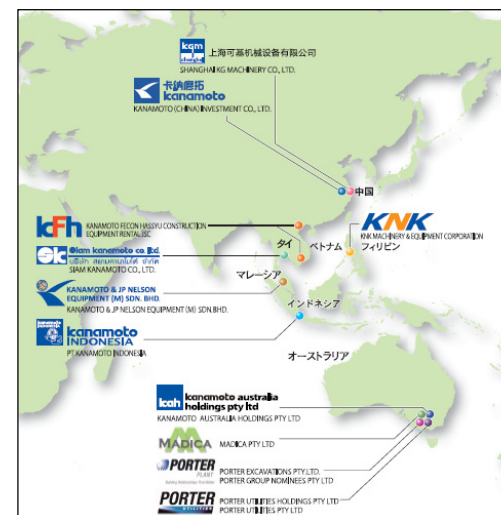 kgm
上海可基机械设备有限公司
SHANGHAI KG MACHINERY CO., LTD.
卡納磨拓
kanamoto
KANAMOTO (CHINA) INVESTMENT CO., LTD.
中国
kFh
KANAMOTO FECON HASSYU CONSTRUCTION
EQUIPMENT RENTAL JSC
KNK
KNK MACHINERY & EQUIPMENT CORPORATION
フィリピン
ベトナム
タイ
sk
Siam kanamoto co., ltd.
SIAM KANAMOTO CO., LTD.
マレーシア
KANAMOTO & JP NELSON
EQUIPMENT (M) SDN. BHD.
KANAMOTO & JP NELSON EQUIPMENT (M) SDN.BHD.
インドネシア
kanamoto
INDONESIA
PT KANAMOTO INDONESIA
オーストラリア
kah
kanamoto australia
holdings pty ltd
KANAMOTO AUSTRALIA HOLDINGS PTY LTD
MADICA
MADICA PTY LTD
PORTER
PLANT
PORTER EXCAVATIONS PTY LTD.
PORTER GROUP NOMINEES PTY LTD
PORTER
UTILITIES
PORTER UTILITIES HOLDINGS PTY LTD
PORTER UTILITIES PTY LTD